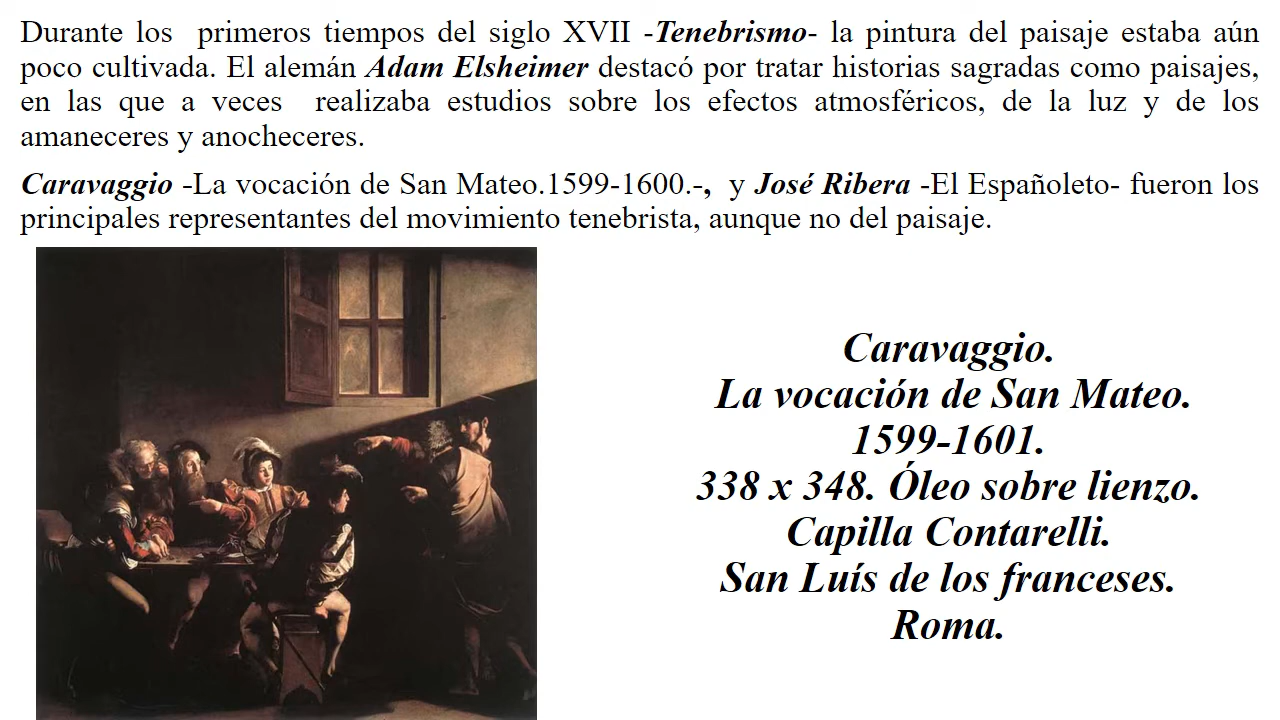 Durante los primeros tiempos del siglo XVII -Tenebrismo- la pintura del paisaje estaba aún
poco cultivada. El alemán Adam Elsheimer destacó por tratar historias sagradas como paisajes,
en las que a veces realizaba estudios sobre los efectos atmosféricos, de la luz y de los
amaneceres y anocheceres.
Caravaggio -La vocación de San Mateo.1599-1600.-, y José Ribera -El Españoleto- fueron los
principales representantes del movimiento tenebrista, aunque no del paisaje.
Caravaggio.
La vocación de San Mateo.
1599-1601.
338 x 348. Óleo sobre lienzo.
Capilla Contarelli.
San Luís de los franceses.
Roma.